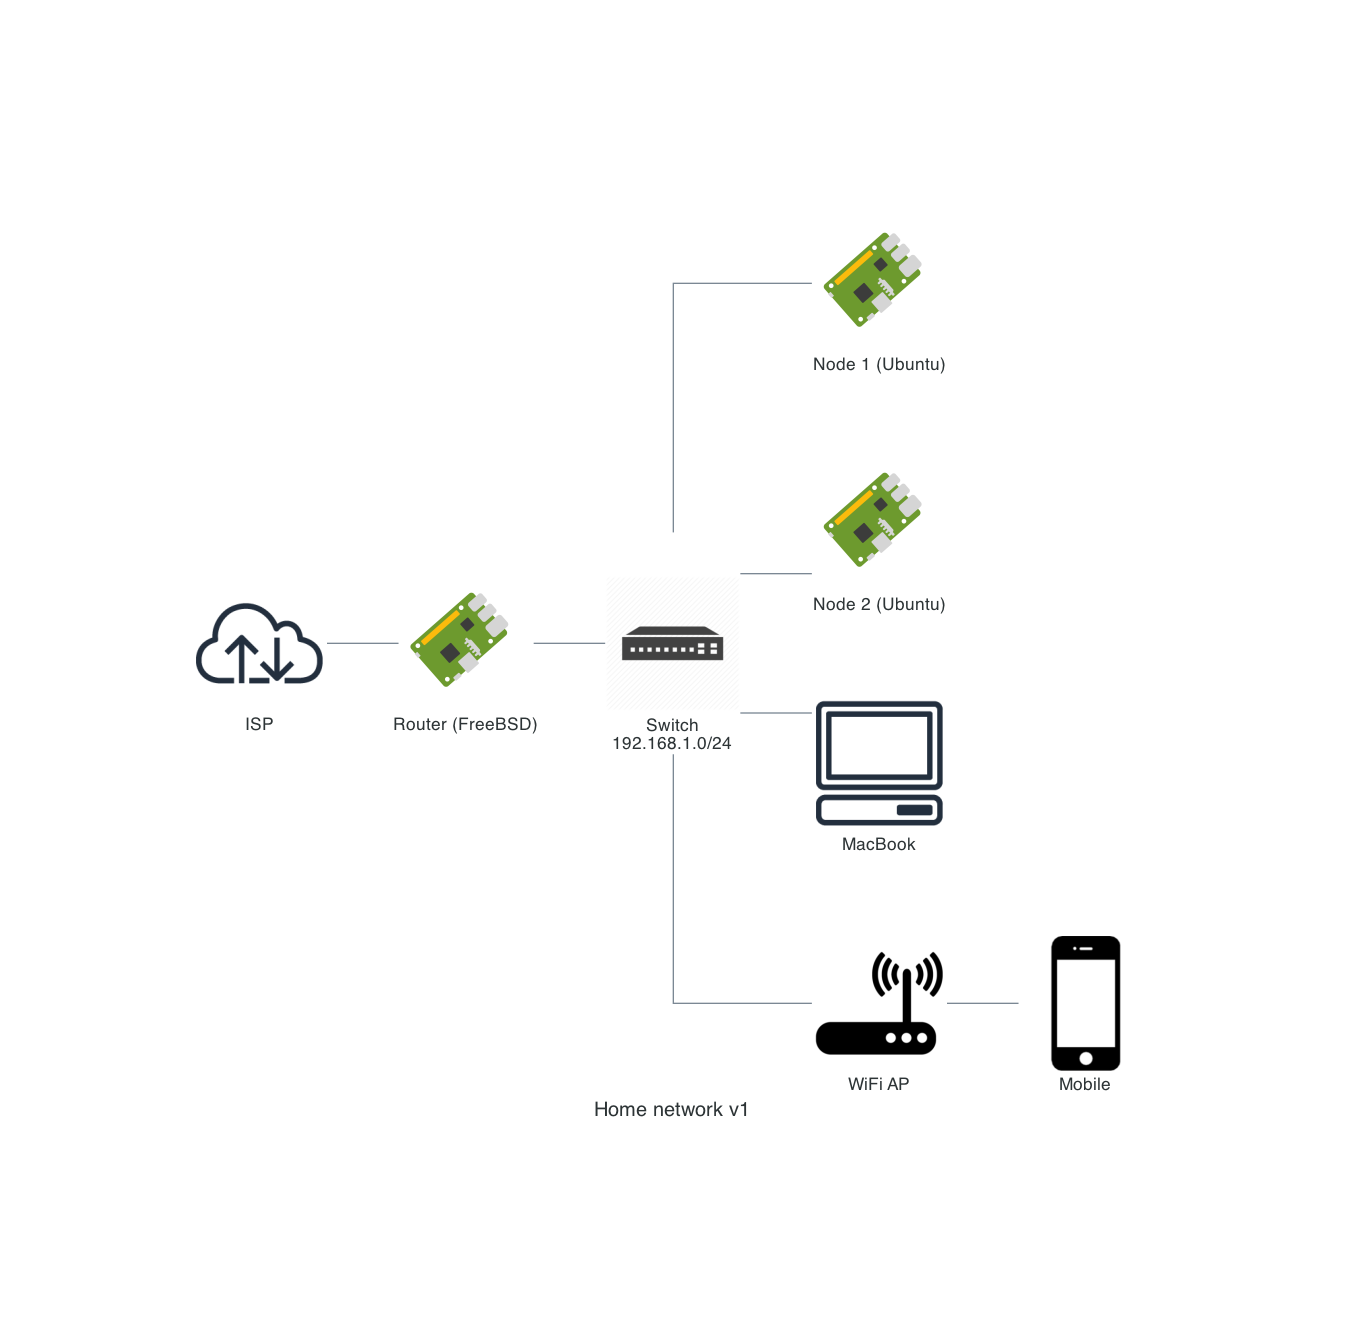 Node 1 (Ubuntu)
Node 2 (Ubuntu)
ISP
Router (FreeBSD)
Switch
192.168.1.0/24
MacBook
WiFi AP
Mobile
Home network v1